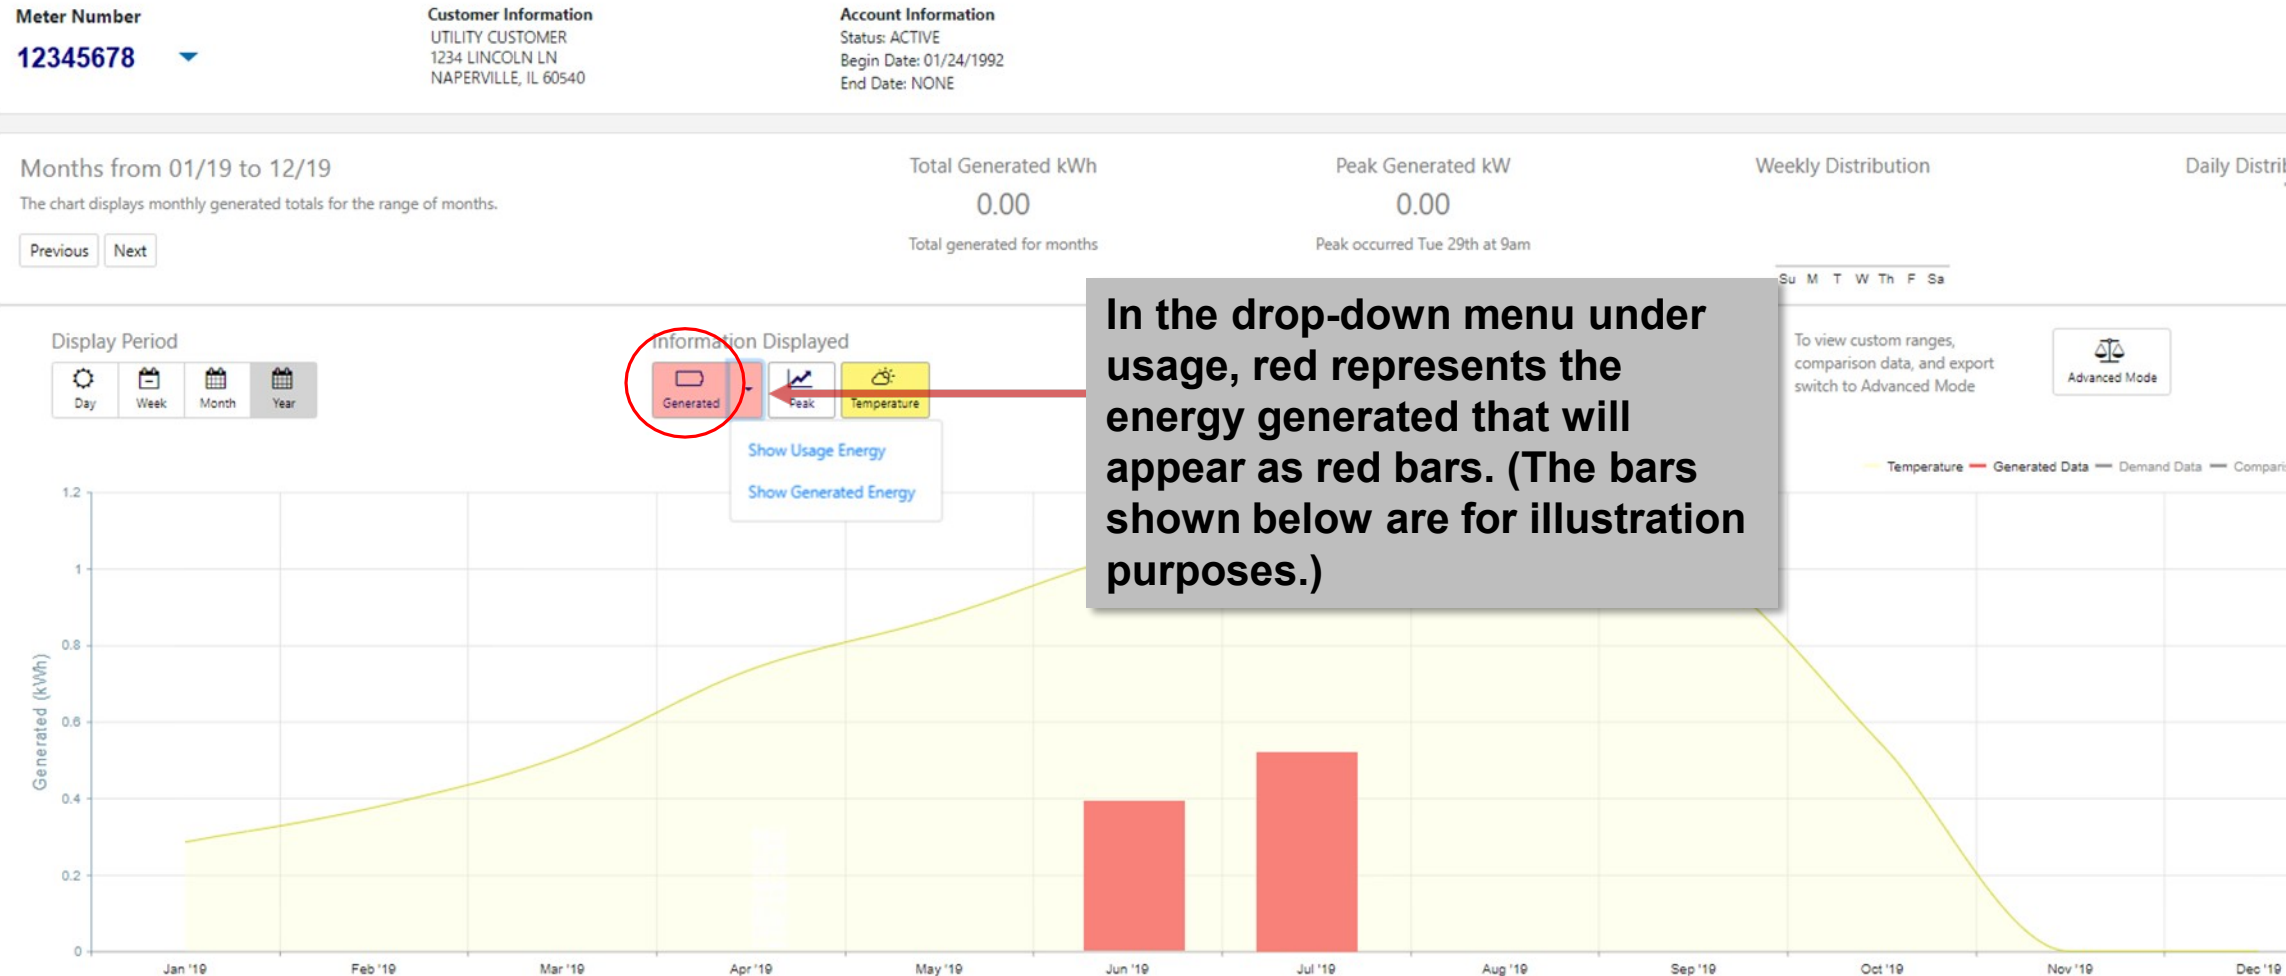 Meter Number
12345678
Customer Information
UTILITY CUSTOMER
1234 LINCOLN LN
NAPERVILLE, IL 60540
Account Information
Status: ACTIVE
Begin Date: 01/24/1992
End Date: NONE
Months from 01/19 to 12/19
The chart displays monthly generated totals for the range of months.
Previous Next
Total Generated kWh
0.00
Total generated for months
Peak Generated kW
0.00
Peak occurred Tue 29th at 9am
Weekly Distribution
Su M T W Th F Sa
Daily Distri
Display Period
Day Week Month Year
Information Displayed
Generated Peak Temperature
Show Usage Energy
Show Generated Energy
In the drop-down menu under
usage, red represents the
energy generated that will
appear as red bars. (The bars
shown below are for illustration
purposes.)
To view custom ranges,
comparison data, and export
switch to Advanced Mode
Advanced Mode
Temperature Generated Data Demand Data Compari
Generated (kWh)
1.2
1
0.8
0.6
0.4
0.2
0
Jan '19 Feb '19 Mar '19 Apr '19 May '19 Jun '19 Jul '19 Aug '19 Sep '19 Oct '19 Nov '19 Dec '19